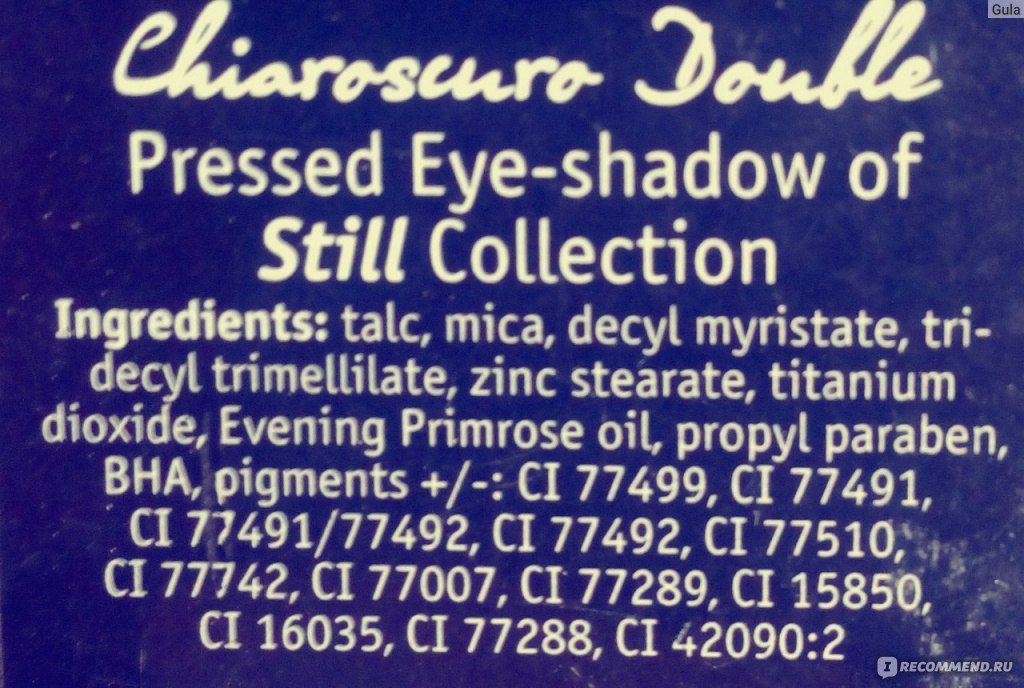 Gula
Chiaroscuro Double
Pressed Eye-shadow of
Still Collection
Ingredients: talc, mica, decyl myristate, tri-
decyl trimellilate, zinc stearate, titanium
dioxide, Evening Primrose oil, propyl paraben,
BHA, pigments +/-: CI 77499, CI 77491,
CI 77491/77492, CI 77492, CI 77510,
CI 77742, CI 77007, CI 77289, CI 15850,
CI 16035, CI 77288, CI 42090:2
IRECOMMEND.RU